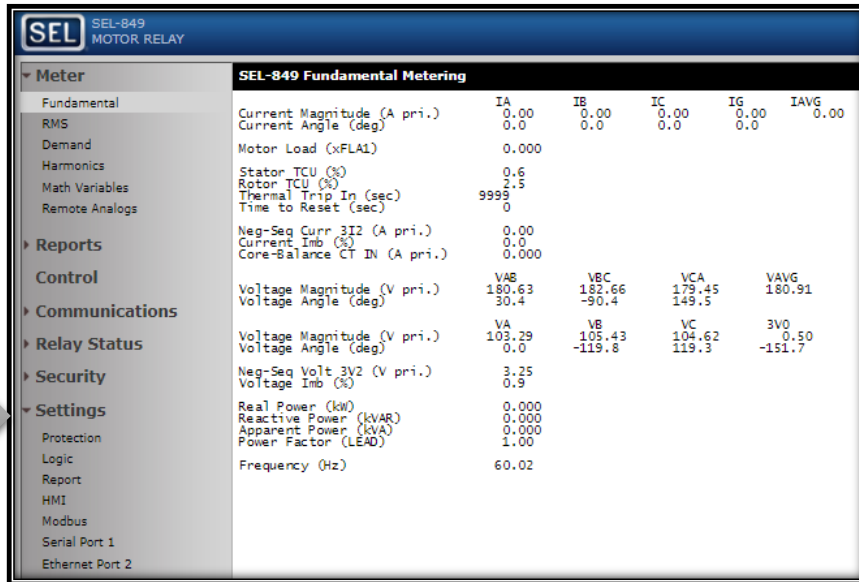 SEL SEL-849
MOTOR RELAY
Meter
Fundamental
RMS
Demand
Harmonics
Math Variables
Remote Analogs
Reports
Control
Communications
Relay Status
Security
Settings
Protection
Logic
Report
HMI
Modbus
Serial Port 1
Ethernet Port 2
SEL-849 Fundamental Metering
IA IB IC IG IAVG
Current Magnitude (A pri.) 0.00 0.00 0.00 0.00 0.00
Current Angle (deg) 0.0 0.0 0.0 0.0
Motor Load (xFLA1) 0.000
Stator TCU (%) 0.6
Rotor TCU (%) 2.5
Thermal Trip In (sec) 9999
Time to Reset (sec) 0
Neg-Seq Curr 3I2 (A pri.) 0.00
Current Imb (%) 0.0
Core-Balance CT IN (A pri.) 0.000
VAB VBC VCA VAVG
Voltage Magnitude (V pri.) 180.63 182.66 179.45 180.91
Voltage Angle (deg) 30.4 -90.4 149.5
VA VB VC 3V0
Voltage Magnitude (V pri.) 103.29 105.43 104.62 0.50
Voltage Angle (deg) 0.0 -119.8 119.3 -151.7
Neg-Seq Volt 3V2 (V pri.) 3.25
Voltage Imb (%) 0.9
Real Power (kW) 0.000
Reactive Power (kVAR) 0.000
Apparent Power (kVA) 0.000
Power Factor (LEAD) 1.00
Frequency (Hz) 60.02